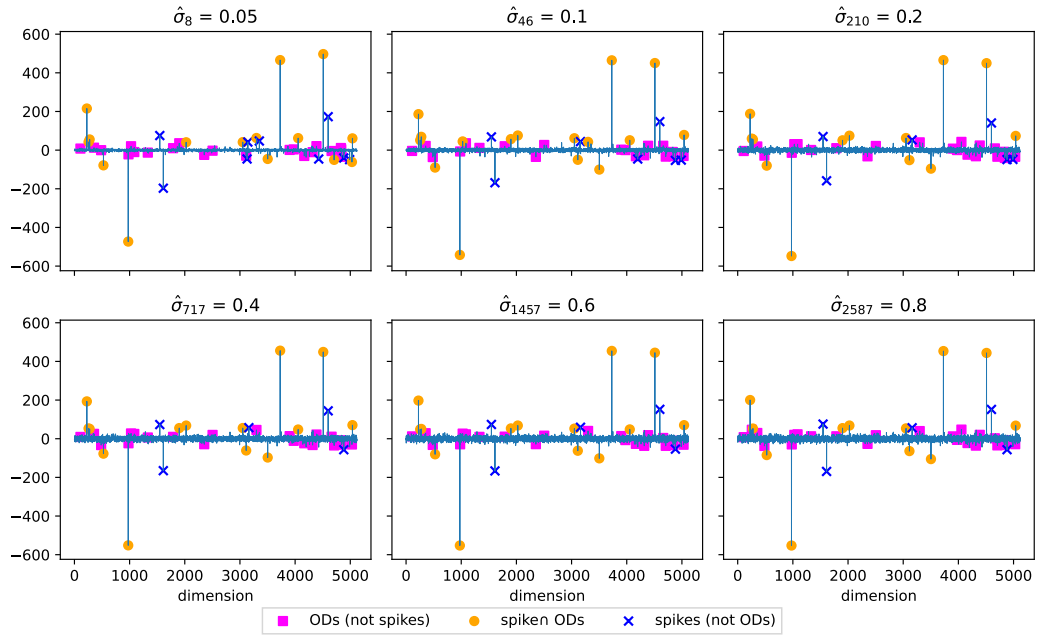 σ̂₈ = 0.05
σ̂₄₆ = 0.1
σ̂₂₁₀ = 0.2
600
400
200
0
−200
−400
−600
σ̂₇₁₇ = 0.4
σ̂₁₄₅₇ = 0.6
σ̂₂₅₈₇ = 0.8
600
400
200
0
−200
−400
−600
0 1000 2000 3000 4000 5000
0 1000 2000 3000 4000 5000
0 1000 2000 3000 4000 5000
dimension
dimension
dimension
ODs (not spikes)
spike∩ ODs
spikes (not ODs)